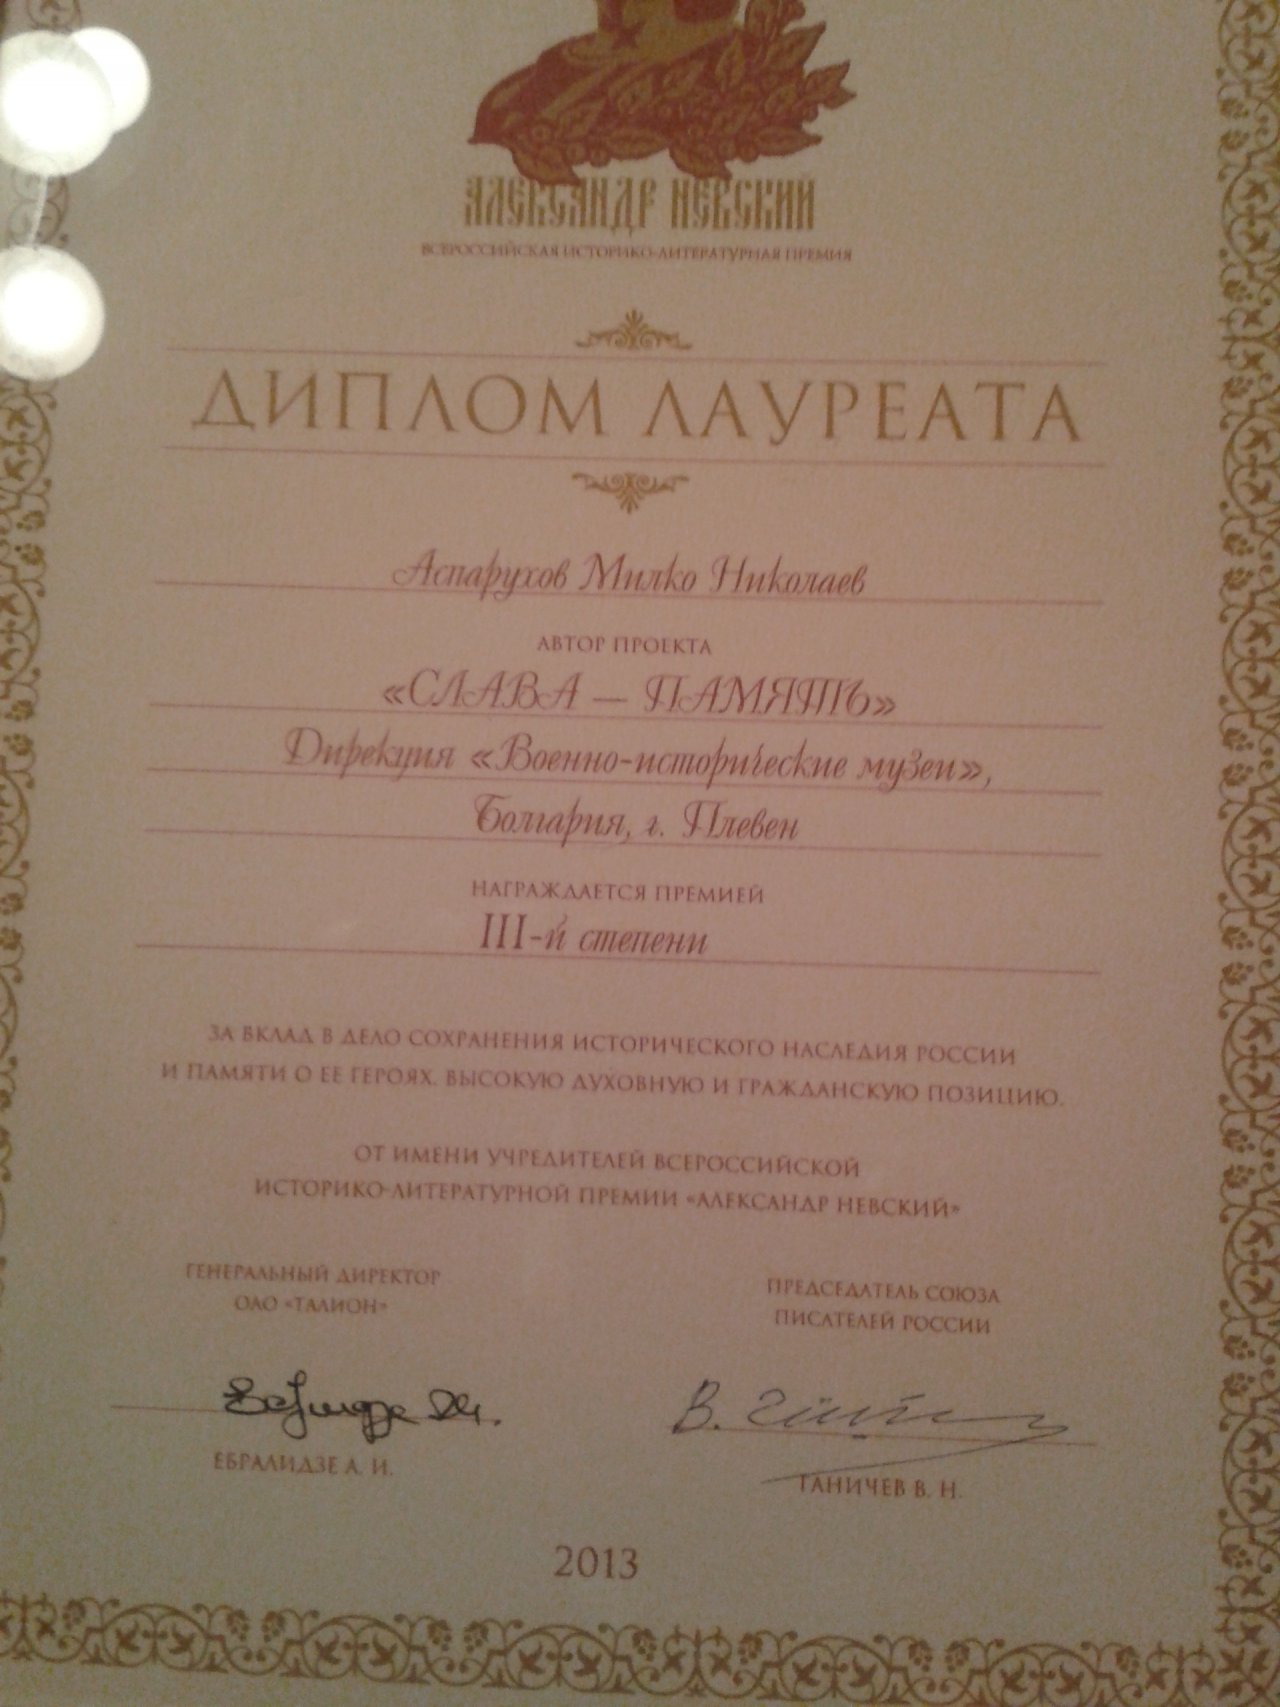 АЛЕКСАНДР НЕВСКИЙ
ВСЕРОССИЙСКАЯ ИСТОРИКО-ЛИТЕРАТУРНАЯ ПРЕМИЯ
ДИПЛОМ ЛАУРЕАТА
Аспарухов Милко Николаев
АВТОР ПРОЕКТА
«СЛАВА — ПАМЯТЬ»
Дирекция «Военно-исторические музеи»,
Болгария, г. Плевен
НАГРАЖДАЕТСЯ ПРЕМИЕЙ
III-й степени
ЗА ВКЛАД В ДЕЛО СОХРАНЕНИЯ ИСТОРИЧЕСКОГО НАСЛЕДИЯ РОССИИ
И ПАМЯТИ О ЕЕ ГЕРОЯХ, ВЫСОКУЮ ДУХОВНУЮ И ГРАЖДАНСКУЮ ПОЗИЦИЮ.
ОТ ИМЕНИ УЧРЕДИТЕЛЕЙ ВСЕРОССИЙСКОЙ
ИСТОРИКО-ЛИТЕРАТУРНОЙ ПРЕМИИ «АЛЕКСАНДР НЕВСКИЙ»
ГЕНЕРАЛЬНЫЙ ДИРЕКТОР
ОАО «ТАЛИОН»
ЕБРАЛИДЗЕ А. И.
ПРЕДСЕДАТЕЛЬ СОЮЗА
ПИСАТЕЛЕЙ РОССИИ
ГАНИЧЕВ В. Н.
2013